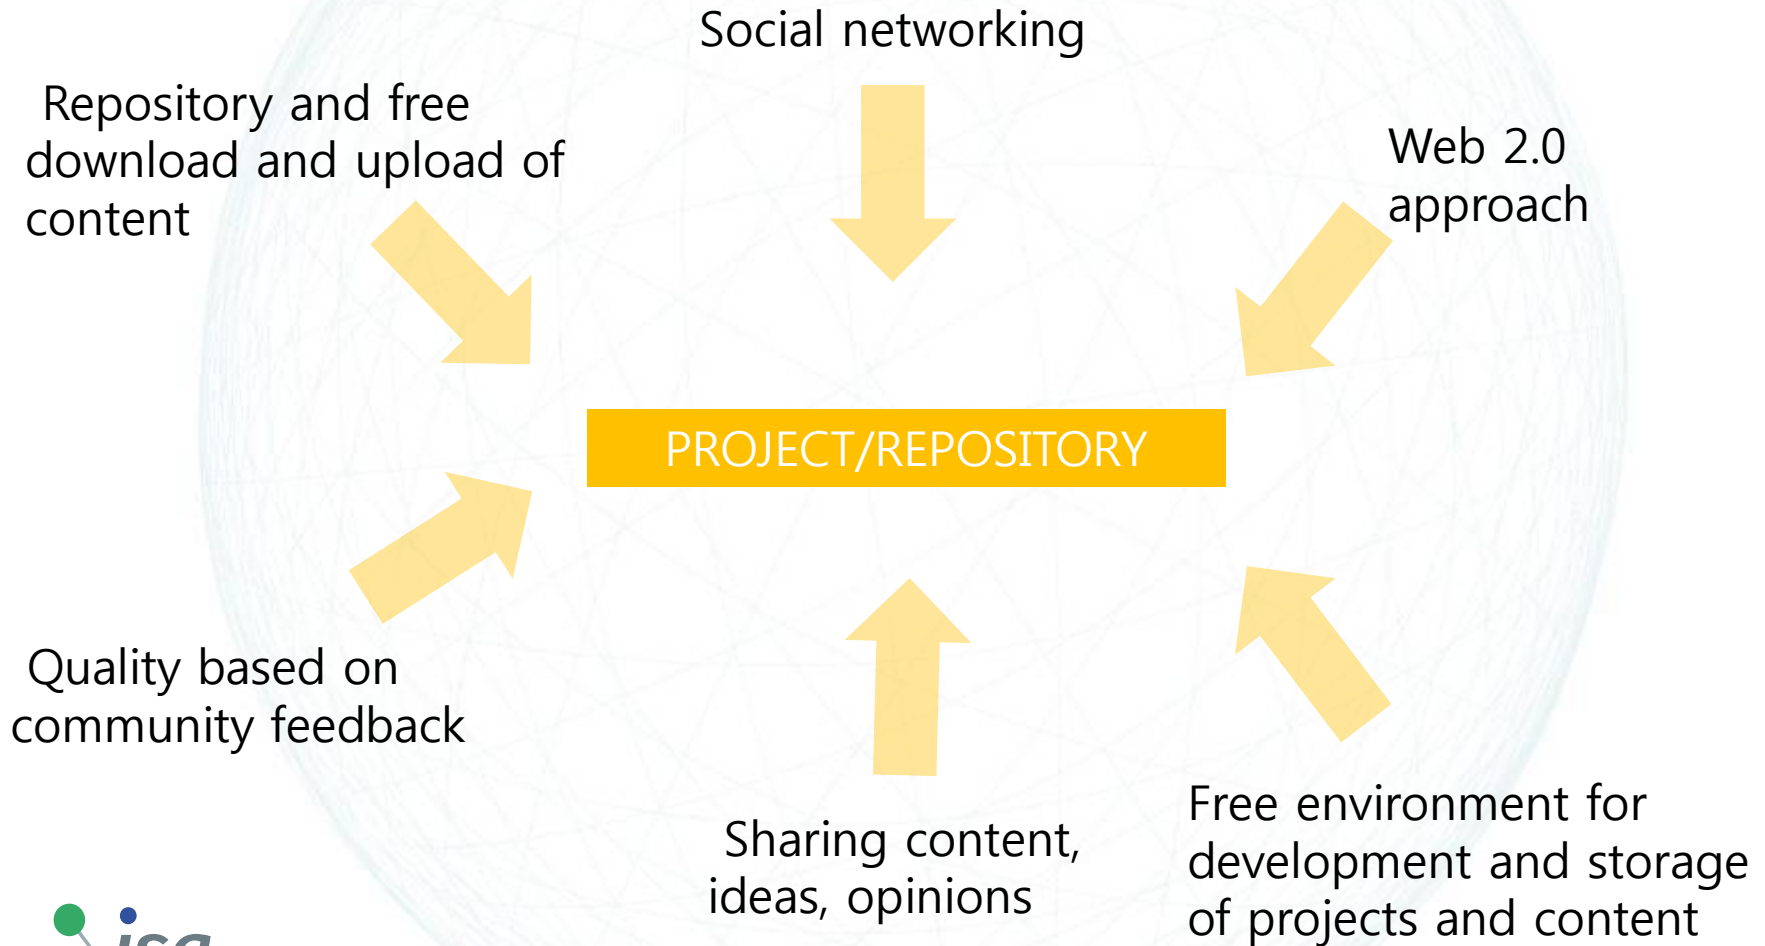 Social networking
Repository and free
download and upload of
content
Web 2.0
approach
PROJECT/REPOSITORY
Quality based on
community feedback
Sharing content,
ideas, opinions
Free environment for
development and storage
of projects and content
isa